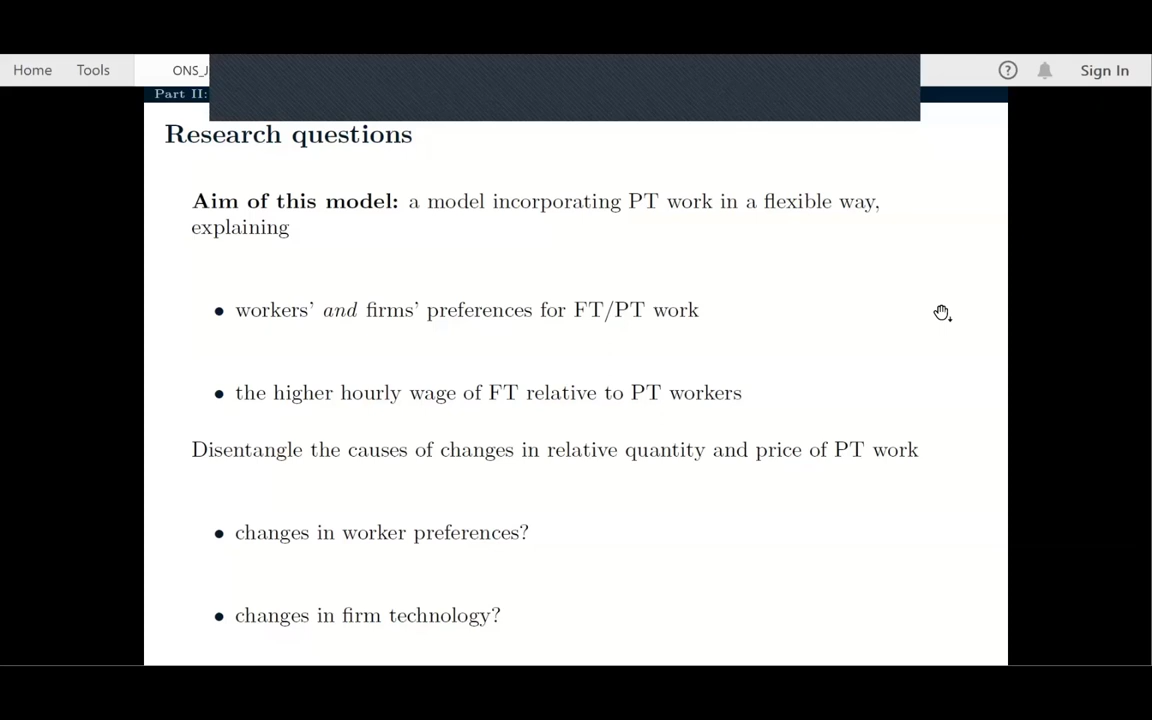 Home Tools ONS_J Sign In
Part II:
Research questions
Aim of this model: a model incorporating PT work in a flexible way,
explaining
• workers' and firms' preferences for FT/PT work
• the higher hourly wage of FT relative to PT workers
Disentangle the causes of changes in relative quantity and price of PT work
• changes in worker preferences?
• changes in firm technology?